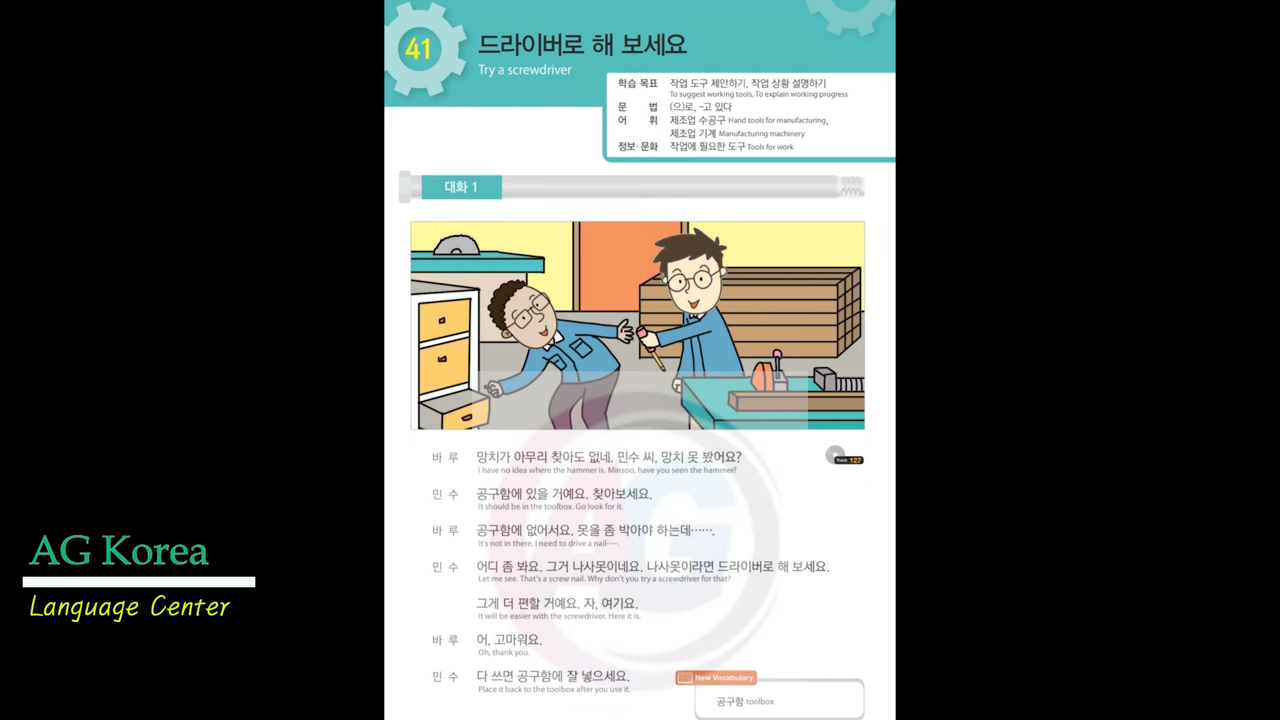 41
드라이버로 해 보세요
Try a screwdriver
학습 목표 작업 도구 제안하기, 작업 상황 설명하기
To suggest working tools, To explain working progress
문 법 (으)로, -고 있다
어 휘 제조업 수공구 Hand tools for manufacturing,
제조업 기계 Manufacturing machinery
정보·문화 작업에 필요한 도구 Tools for work
대화 1
바 루 망치가 아무리 찾아도 없네. 민수 씨, 망치 못 봤어요?
I have no idea where the hammer is. Minsoo, have you seen the hammer?
Track 127
민 수 공구함에 있을 거예요. 찾아보세요.
It should be in the toolbox. Go look for it.
바 루 공구함에 없어서요. 못을 좀 박아야 하는데…….
It's not in there. I need to drive a nail….
민 수 어디 좀 봐요. 그거 나사못이네요. 나사못이라면 드라이버로 해 보세요.
Let me see. That's a screw nail. Why don't you try a screwdriver for that?
그게 더 편할 거예요. 자, 여기요.
It will be easier with the screwdriver. Here it is.
바 루 어, 고마워요.
Oh, thank you.
민 수 다 쓰면 공구함에 잘 넣으세요.
Place it back to the toolbox after you use it.
New Vocabulary
공구함 toolbox
AG Korea
Language Center
AG